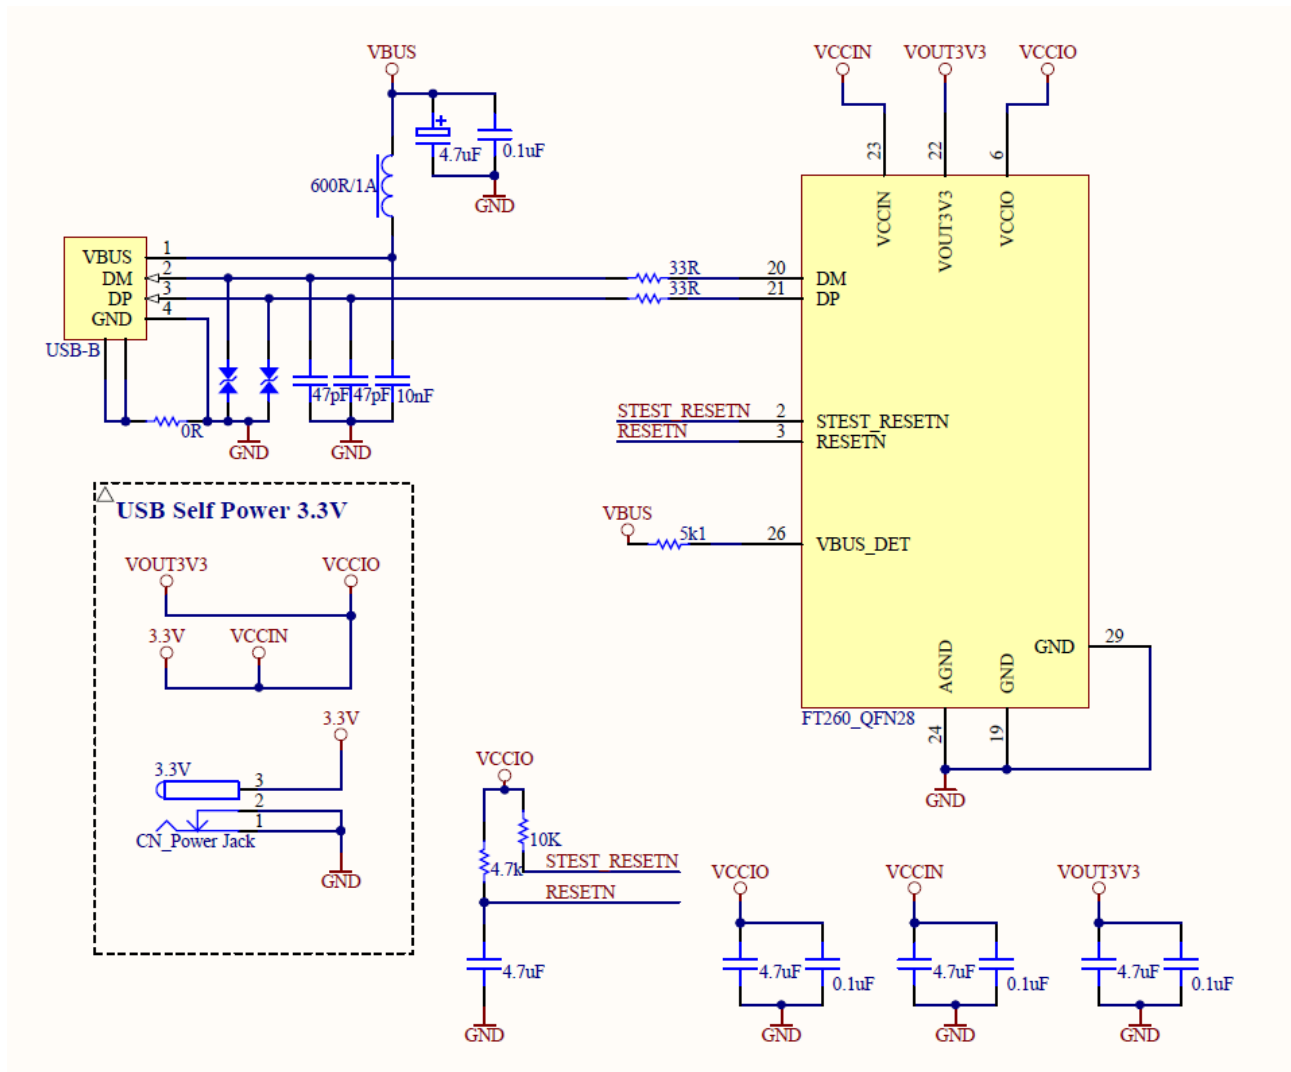 VBUS
VCCIN VOUT3V3 VCCIO
+
4.7uF 0.1uF
23 22 6
600R/1A
GND
VCCIN VOUT3V3 VCCIO
VBUS 1
DM 2 33R 20 DM
DP 3 33R 21 DP
GND 4
USB-B
47pF 47pF 10nF
0R
GND GND
STEST_RESETN 2 STEST_RESETN
RESETN 3 RESETN
USB Self Power 3.3V
VBUS
5k1 26 VBUS_DET
VOUT3V3 VCCIO
3.3V VCCIN
AGND GND GND 29
3.3V
FT260_QFN28
24 19
3.3V 3
2
1
CN_Power Jack
GND
VCCIO
GND
10K
4.7k STEST_RESETN
RESETN
VCCIO VCCIN VOUT3V3
4.7uF
4.7uF 0.1uF 4.7uF 0.1uF 4.7uF 0.1uF
GND GND GND GND